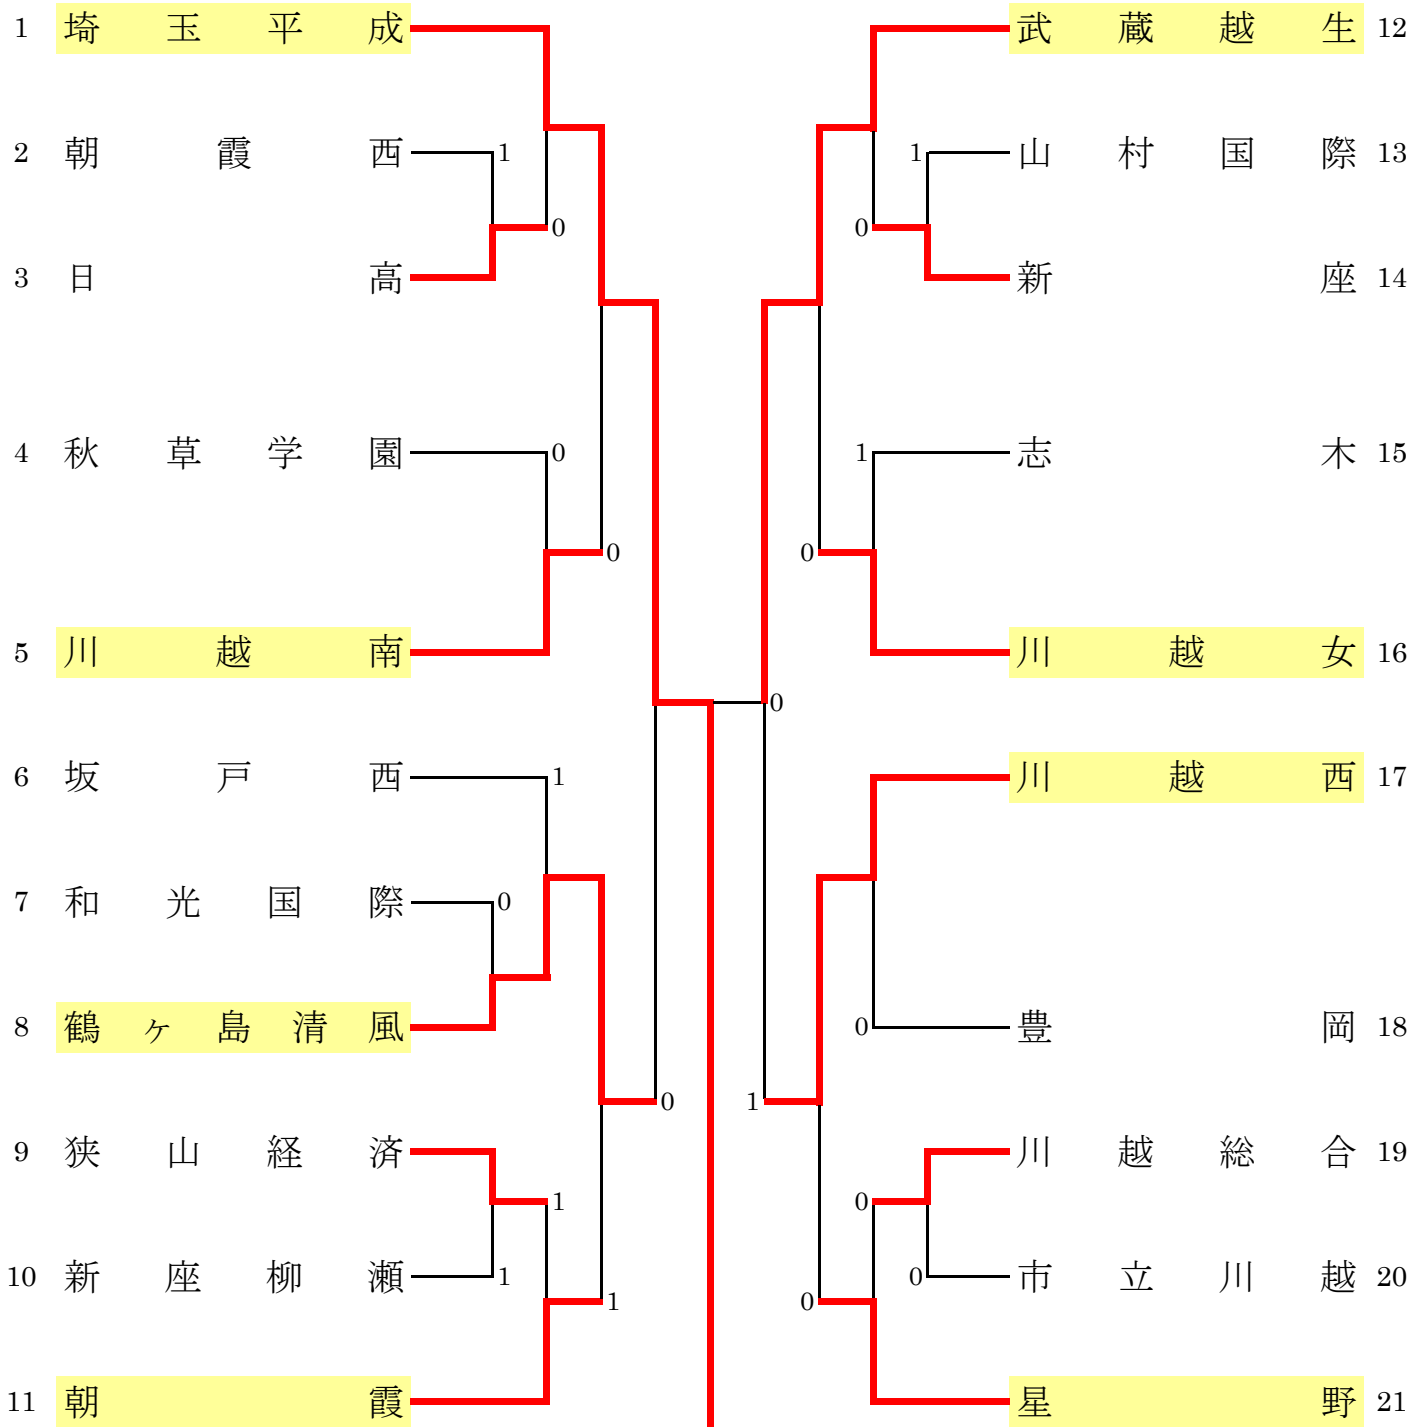 1 埼玉平成
2 朝霞西 1
0
3 日高
4 秋草学園 0
0
5 川越南
6 坂戸西 1
7 和光国際 0
8 鶴ヶ島清風
0
9 狭山経済
1
10 新座柳瀬 1
1
11 朝霞
武蔵越生 12
1 山村国際 13
0
新座 14
1 志木 15
0
川越女 16
0
川越西 17
0 豊岡 18
1
川越総合 19
0
0 市立川越 20
0
星野 21